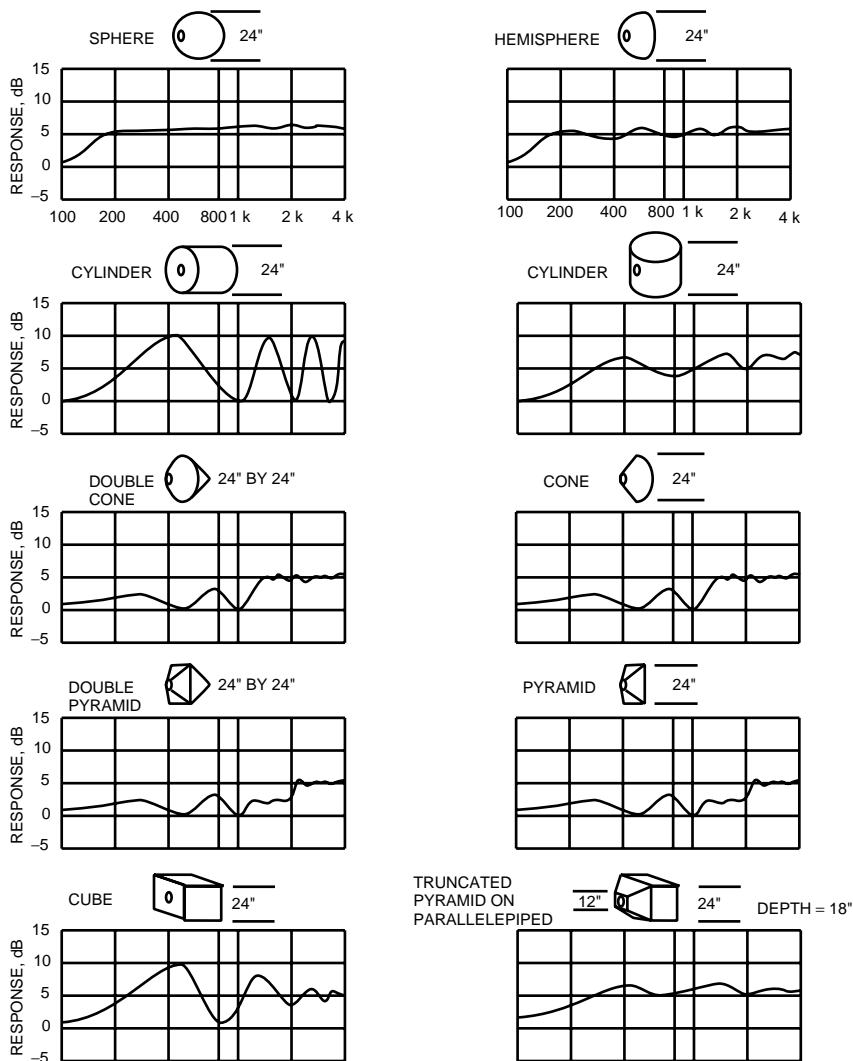 SPHERE 24" HEMISPHERE 24"
RESPONSE, dB
15
10
5
0
–5
100 200 400 800 1 k 2 k 4 k
100 200 400 800 1 k 2 k 4 k
CYLINDER 24" CYLINDER 24"
RESPONSE, dB
15
10
5
0
–5
DOUBLE
CONE
24" BY 24"
CONE 24"
RESPONSE, dB
15
10
5
0
–5
DOUBLE
PYRAMID
24" BY 24"
PYRAMID 24"
RESPONSE, dB
15
10
5
0
–5
CUBE 24"
TRUNCATED
PYRAMID ON
PARALLELEPIPED
12" 24" DEPTH = 18"
RESPONSE, dB
15
10
5
0
–5